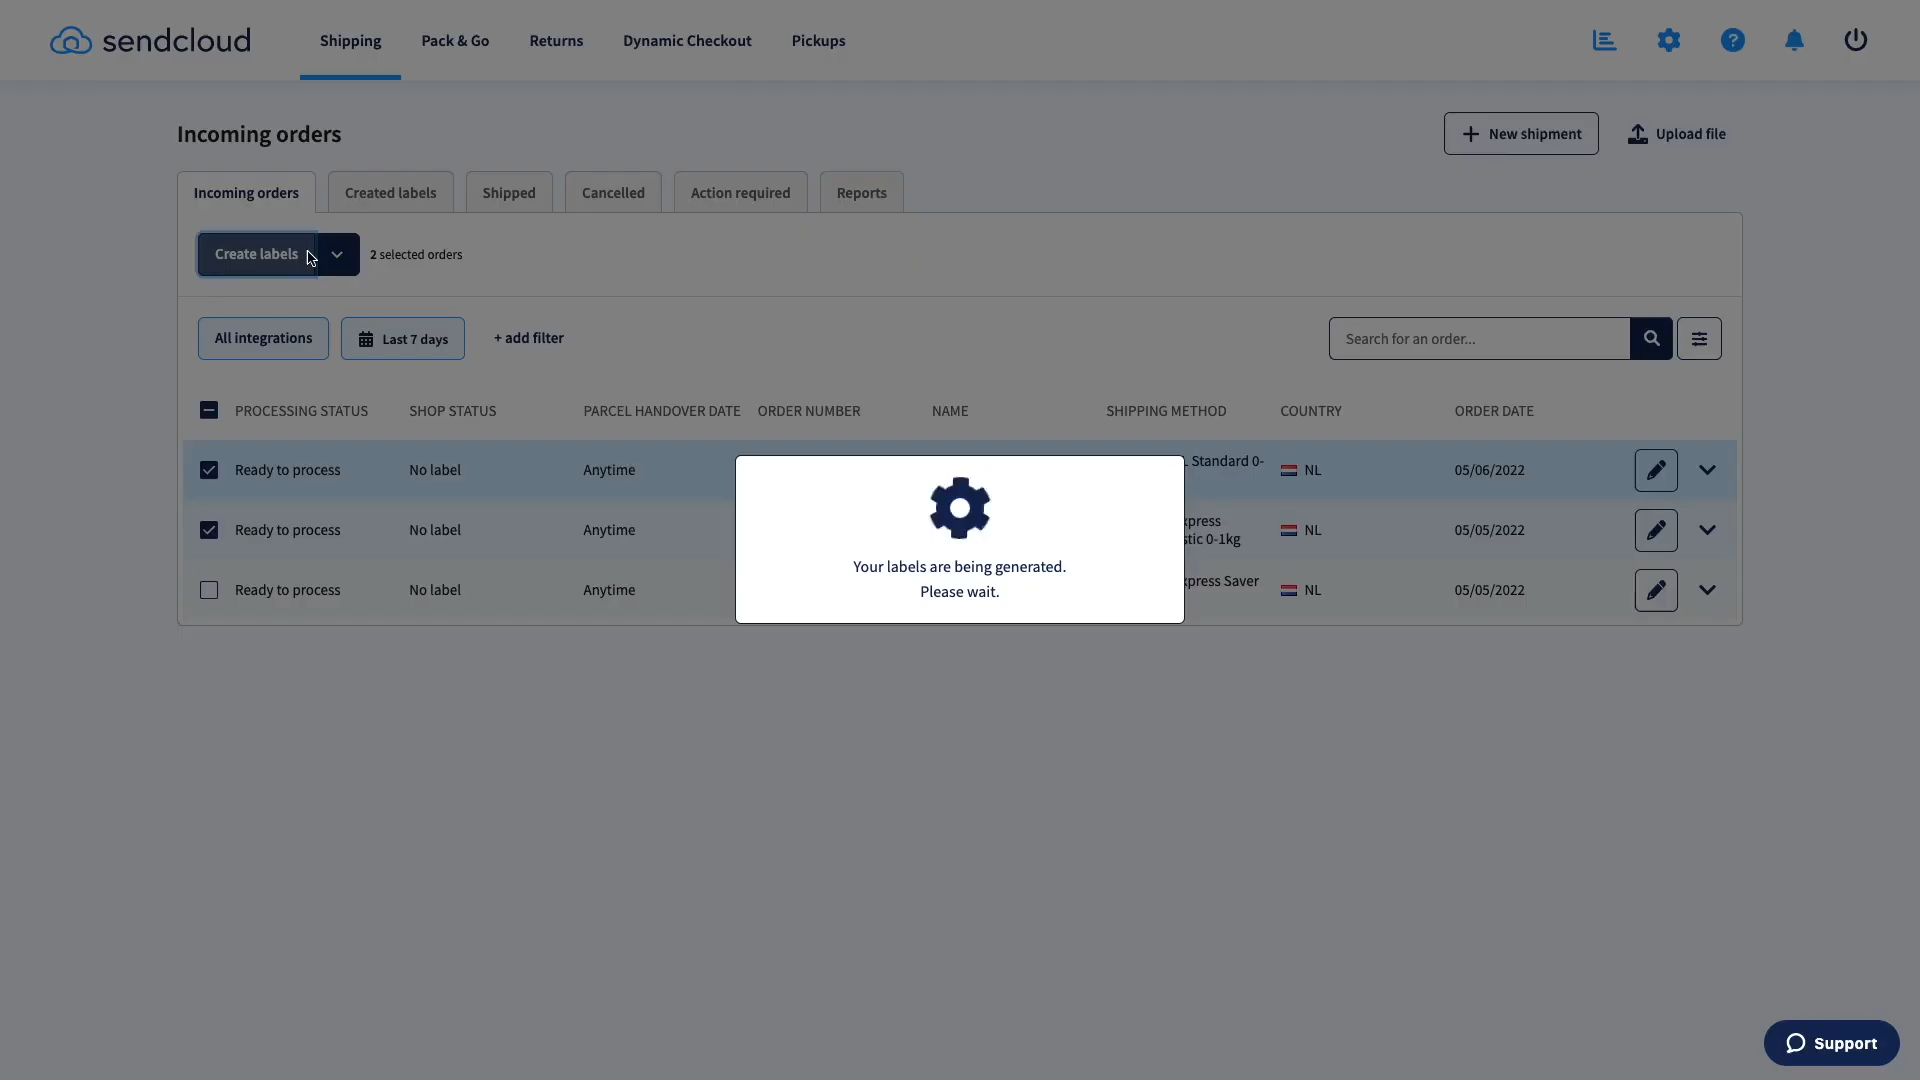 sendcloud
Shipping
Pack & Go
Returns
Dynamic Checkout
Pickups
Incoming orders
New shipment
Upload file
Incoming orders
Created labels
Shipped
Cancelled
Action required
Reports
Create labels
2 selected orders
All integrations
Last 7 days
+ add filter
Search for an order...
PROCESSING STATUS SHOP STATUS PARCEL HANDOVER DATE ORDER NUMBER NAME SHIPPING METHOD COUNTRY ORDER DATE
Ready to process No label Anytime Standard 0- NL 05/06/2022
Ready to process No label Anytime 0-1kg NL 05/05/2022
Ready to process No label Anytime Saver NL 05/05/2022
Your labels are being generated.
Please wait.
Support